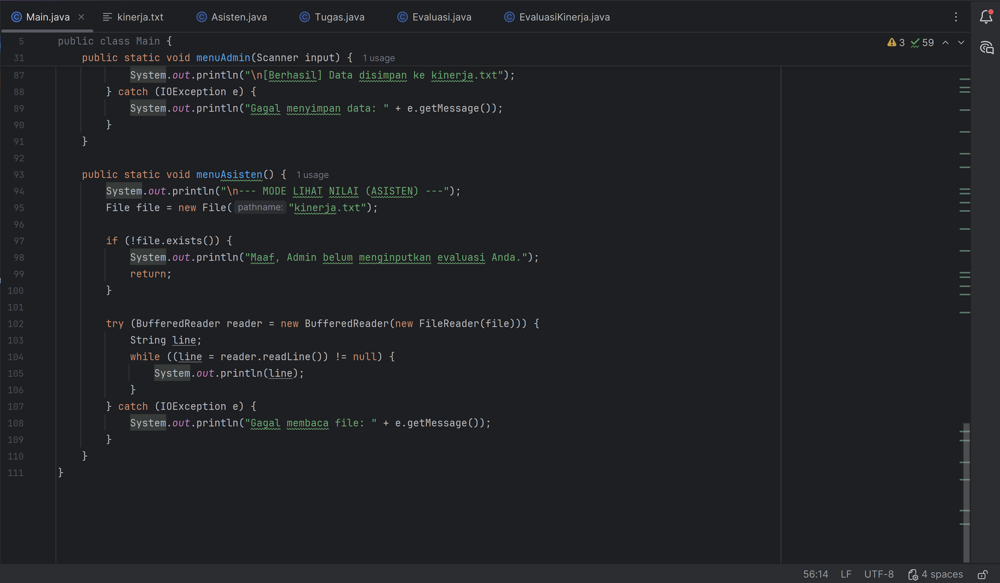 Main.java kinerja.txt Asisten.java Tugas.java Evaluasi.java EvaluasiKinerja.java
3 59
5 public class Main {
31 public static void menuAdmin(Scanner input) { 1 usage
87 System.out.println("\n[Berhasil] Data disimpan ke kinerja.txt");
88 } catch (IOException e) {
89 System.out.println("Gagal menyimpan data: " + e.getMessage());
90 }
91 }
92
93 public static void menuAsisten() { 1 usage
94 System.out.println("\n--- MODE LIHAT NILAI (ASISTEN) ---");
95 File file = new File( pathname: "kinerja.txt");
96
97 if (!file.exists()) {
98 System.out.println("Maaf, Admin belum menginputkan evaluasi Anda.");
99 return;
100 }
101
102 try (BufferedReader reader = new BufferedReader(new FileReader(file))) {
103 String line;
104 while ((line = reader.readLine()) != null) {
105 System.out.println(line);
106 }
107 } catch (IOException e) {
108 System.out.println("Gagal membaca file: " + e.getMessage());
109 }
110 }
111 }
56:14 LF UTF-8 4 spaces